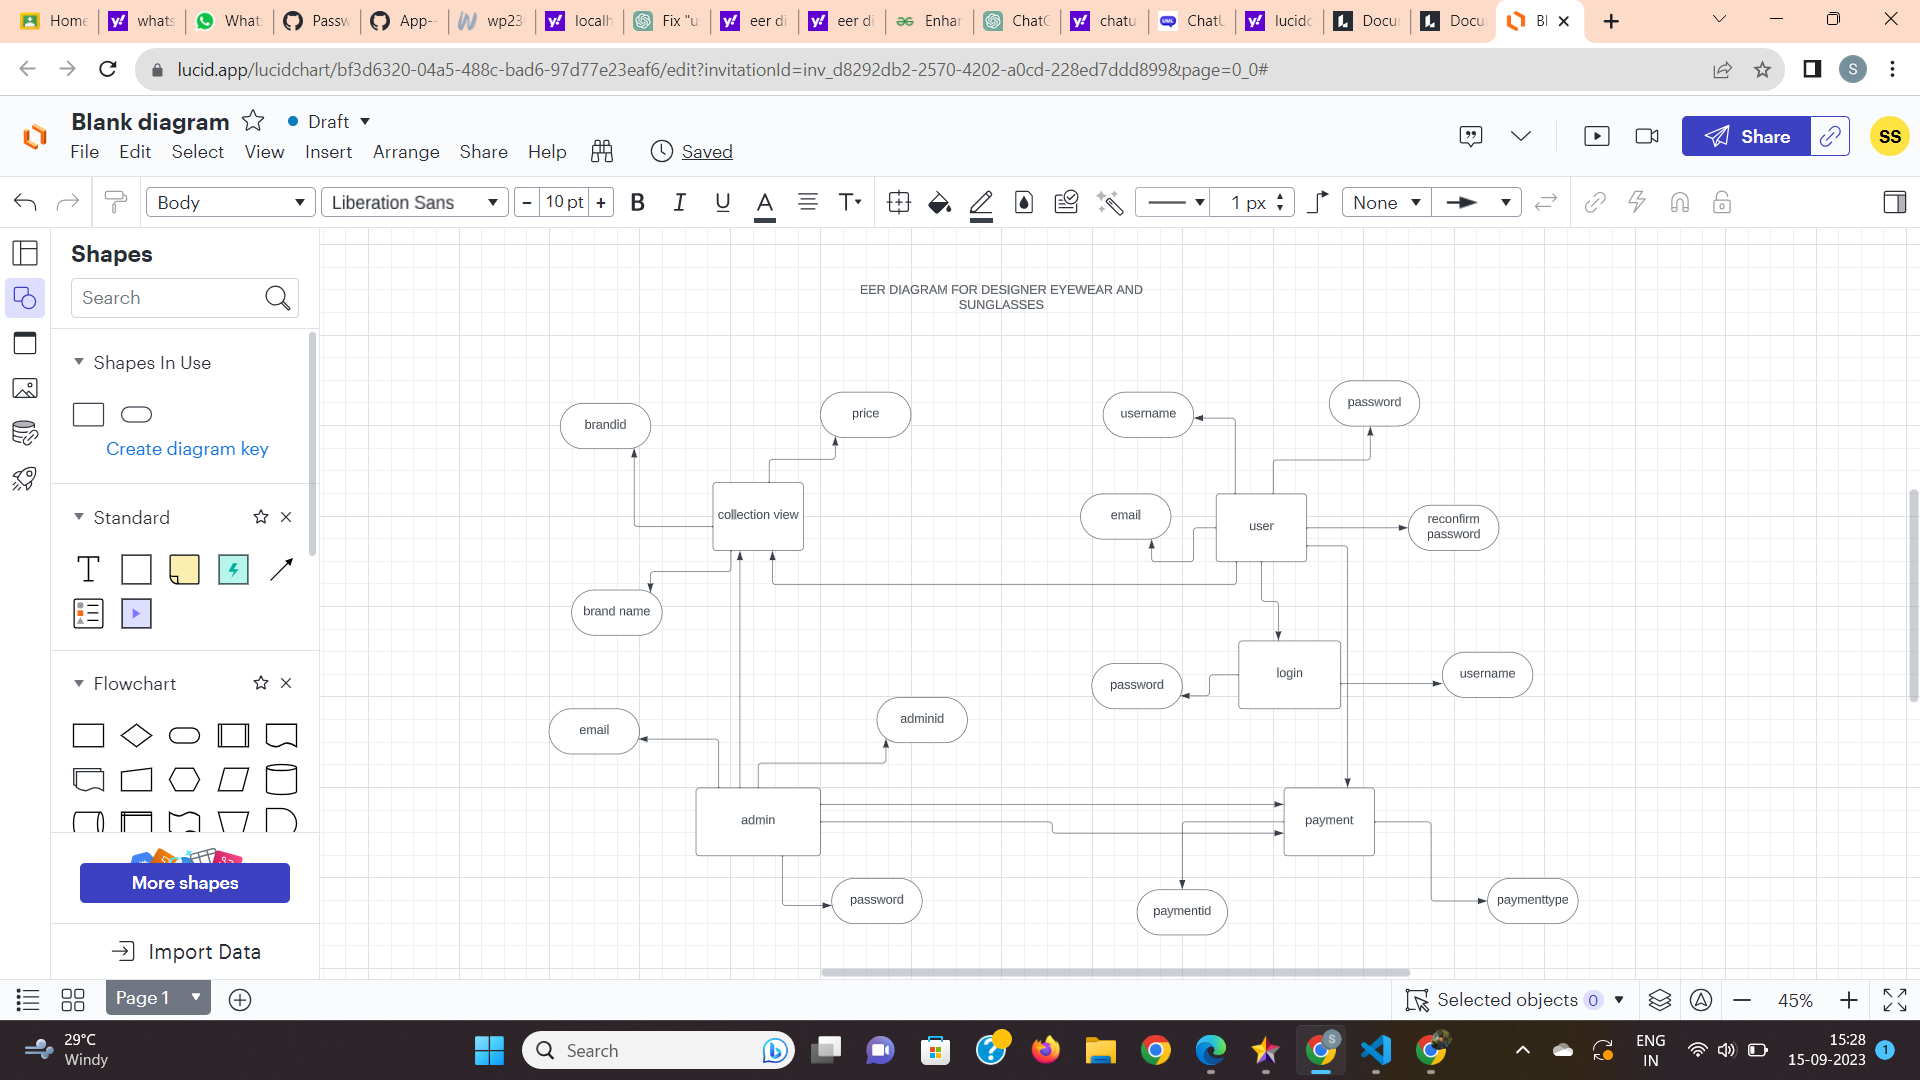 Home
whats
What
Passw
App-
wp23
localh
Fix "u
eer di
eer di
Enhar
ChatG
chatu
ChatU
lucidc
Docu
Docu
Bl
lucid.app/lucidchart/bf3d6320-04a5-488c-bad6-97d77e23eaf6/edit?invitationId=inv_d8292db2-2570-4202-a0cd-228ed7ddd899&page=0_0#
S
Blank diagram
Draft
File Edit Select View Insert Arrange Share Help
Saved
Share
SS
Body
Liberation Sans
- 10 pt +
B I U A T
1 px
None
Shapes
Search
Shapes In Use
Create diagram key
Standard
T
Flowchart
More shapes
Import Data
EER DIAGRAM FOR DESIGNER EYEWEAR AND
SUNGLASSES
brandid
price
username
password
collection view
email
user
reconfirm
password
brand name
login
password
username
email
adminid
admin
payment
password
paymentid
paymenttype
Page 1
Selected objects 0
45%
29°C
Windy
Search
S
ENG
IN
15:28
15-09-2023
1